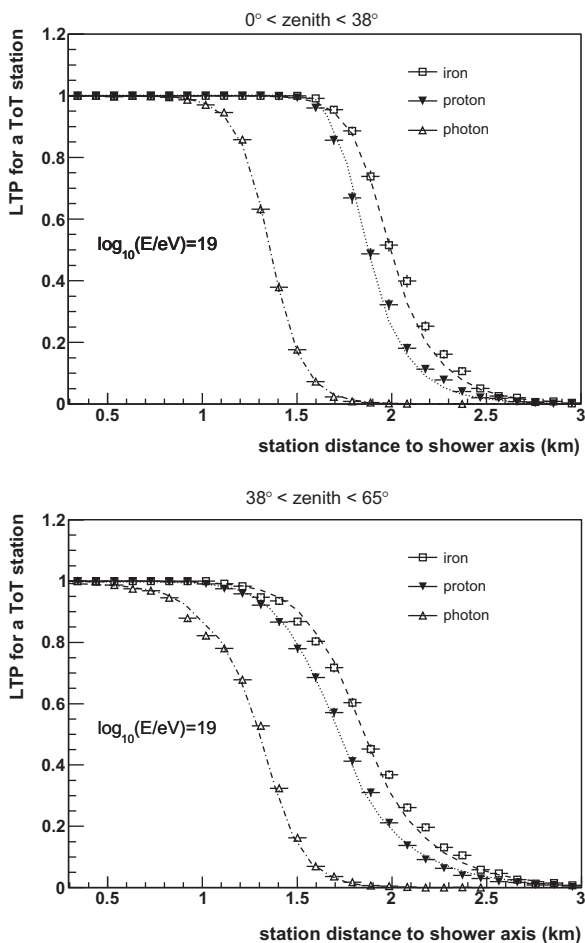 0° < zenith < 38°
LTP for a ToT station
1.2
1
0.8
0.6
0.4
0.2
0
iron
proton
photon
log10(E/eV)=19
0.5 1 1.5 2 2.5 3
station distance to shower axis (km)
38° < zenith < 65°
LTP for a ToT station
1.2
1
0.8
0.6
0.4
0.2
0
iron
proton
photon
log10(E/eV)=19
0.5 1 1.5 2 2.5 3
station distance to shower axis (km)